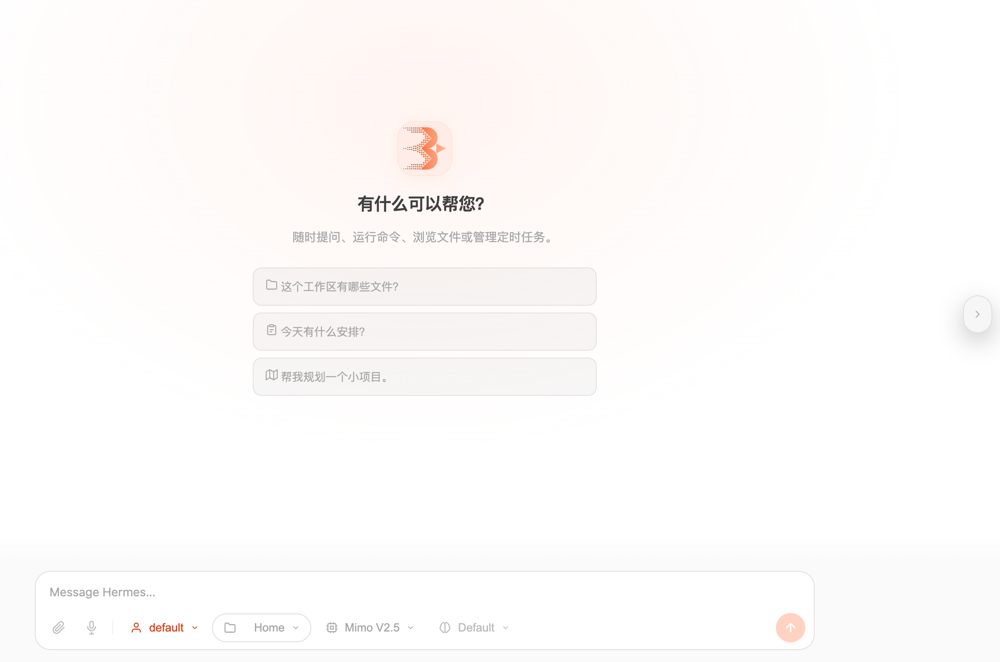 有什么可以帮您?
随时提问、运行命令、浏览文件或管理定时任务。
这个工作区有哪些文件?
今天有什么安排?
帮我规划一个小项目。
Message Hermes...
default Home Mimo V2.5 Default